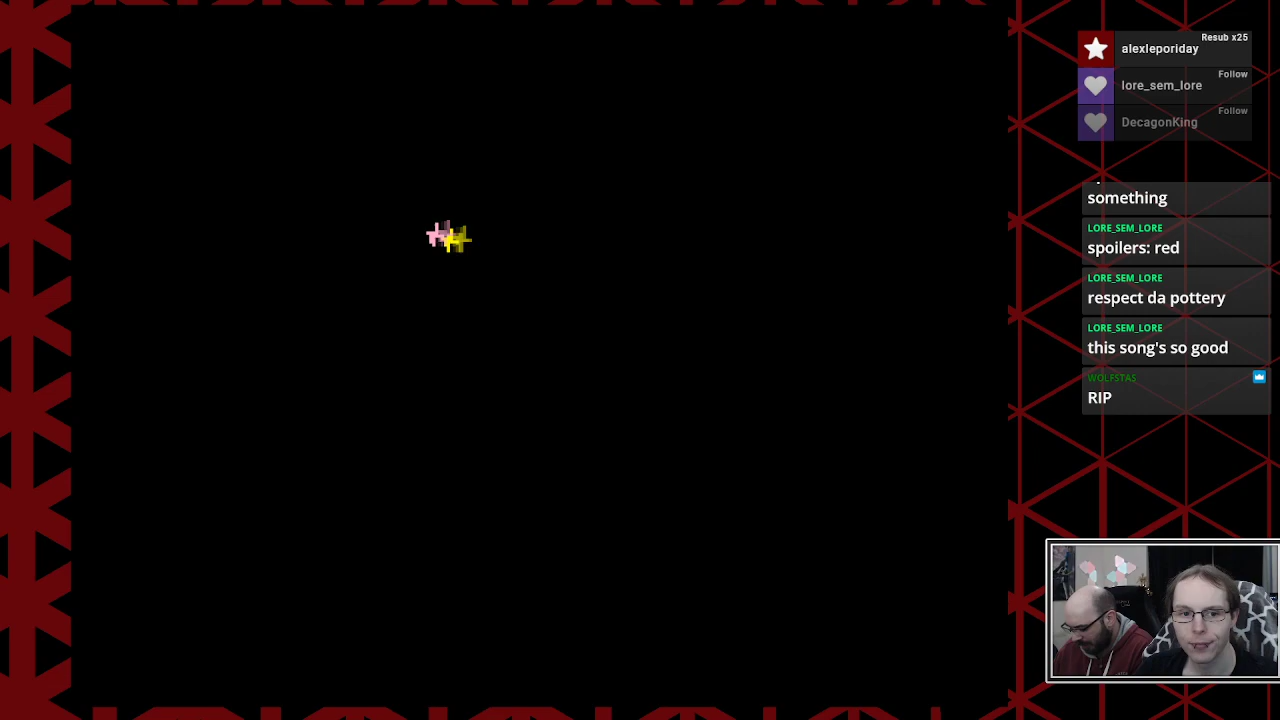 Resub x25
alexleporiday
Follow
lore_sem_lore
Follow
DecagonKing
something
LORE_SEM_LORE
spoilers: red
LORE_SEM_LORE
respect da pottery
LORE_SEM_LORE
this song's so good
WOLFSTAS
RIP